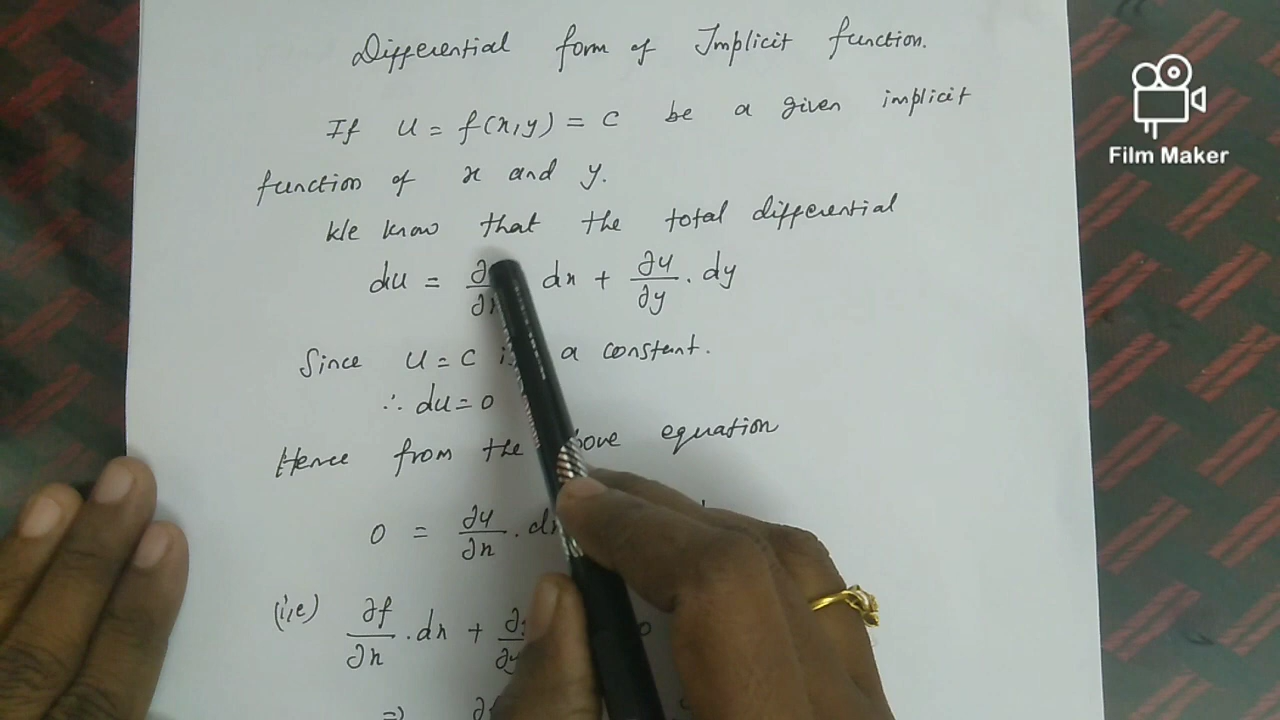 Differential form of Implicit function.
If u = f(x,y) = c be a given implicit
function of x and y.
We know that the total differential
du = ∂ dx + ∂u/∂y . dy
Since u = c a constant.
∴ du = 0
Hence from the above equation
0 = ∂u/∂x .
(i,e) ∂f/∂x . dx +
⇒
Film Maker